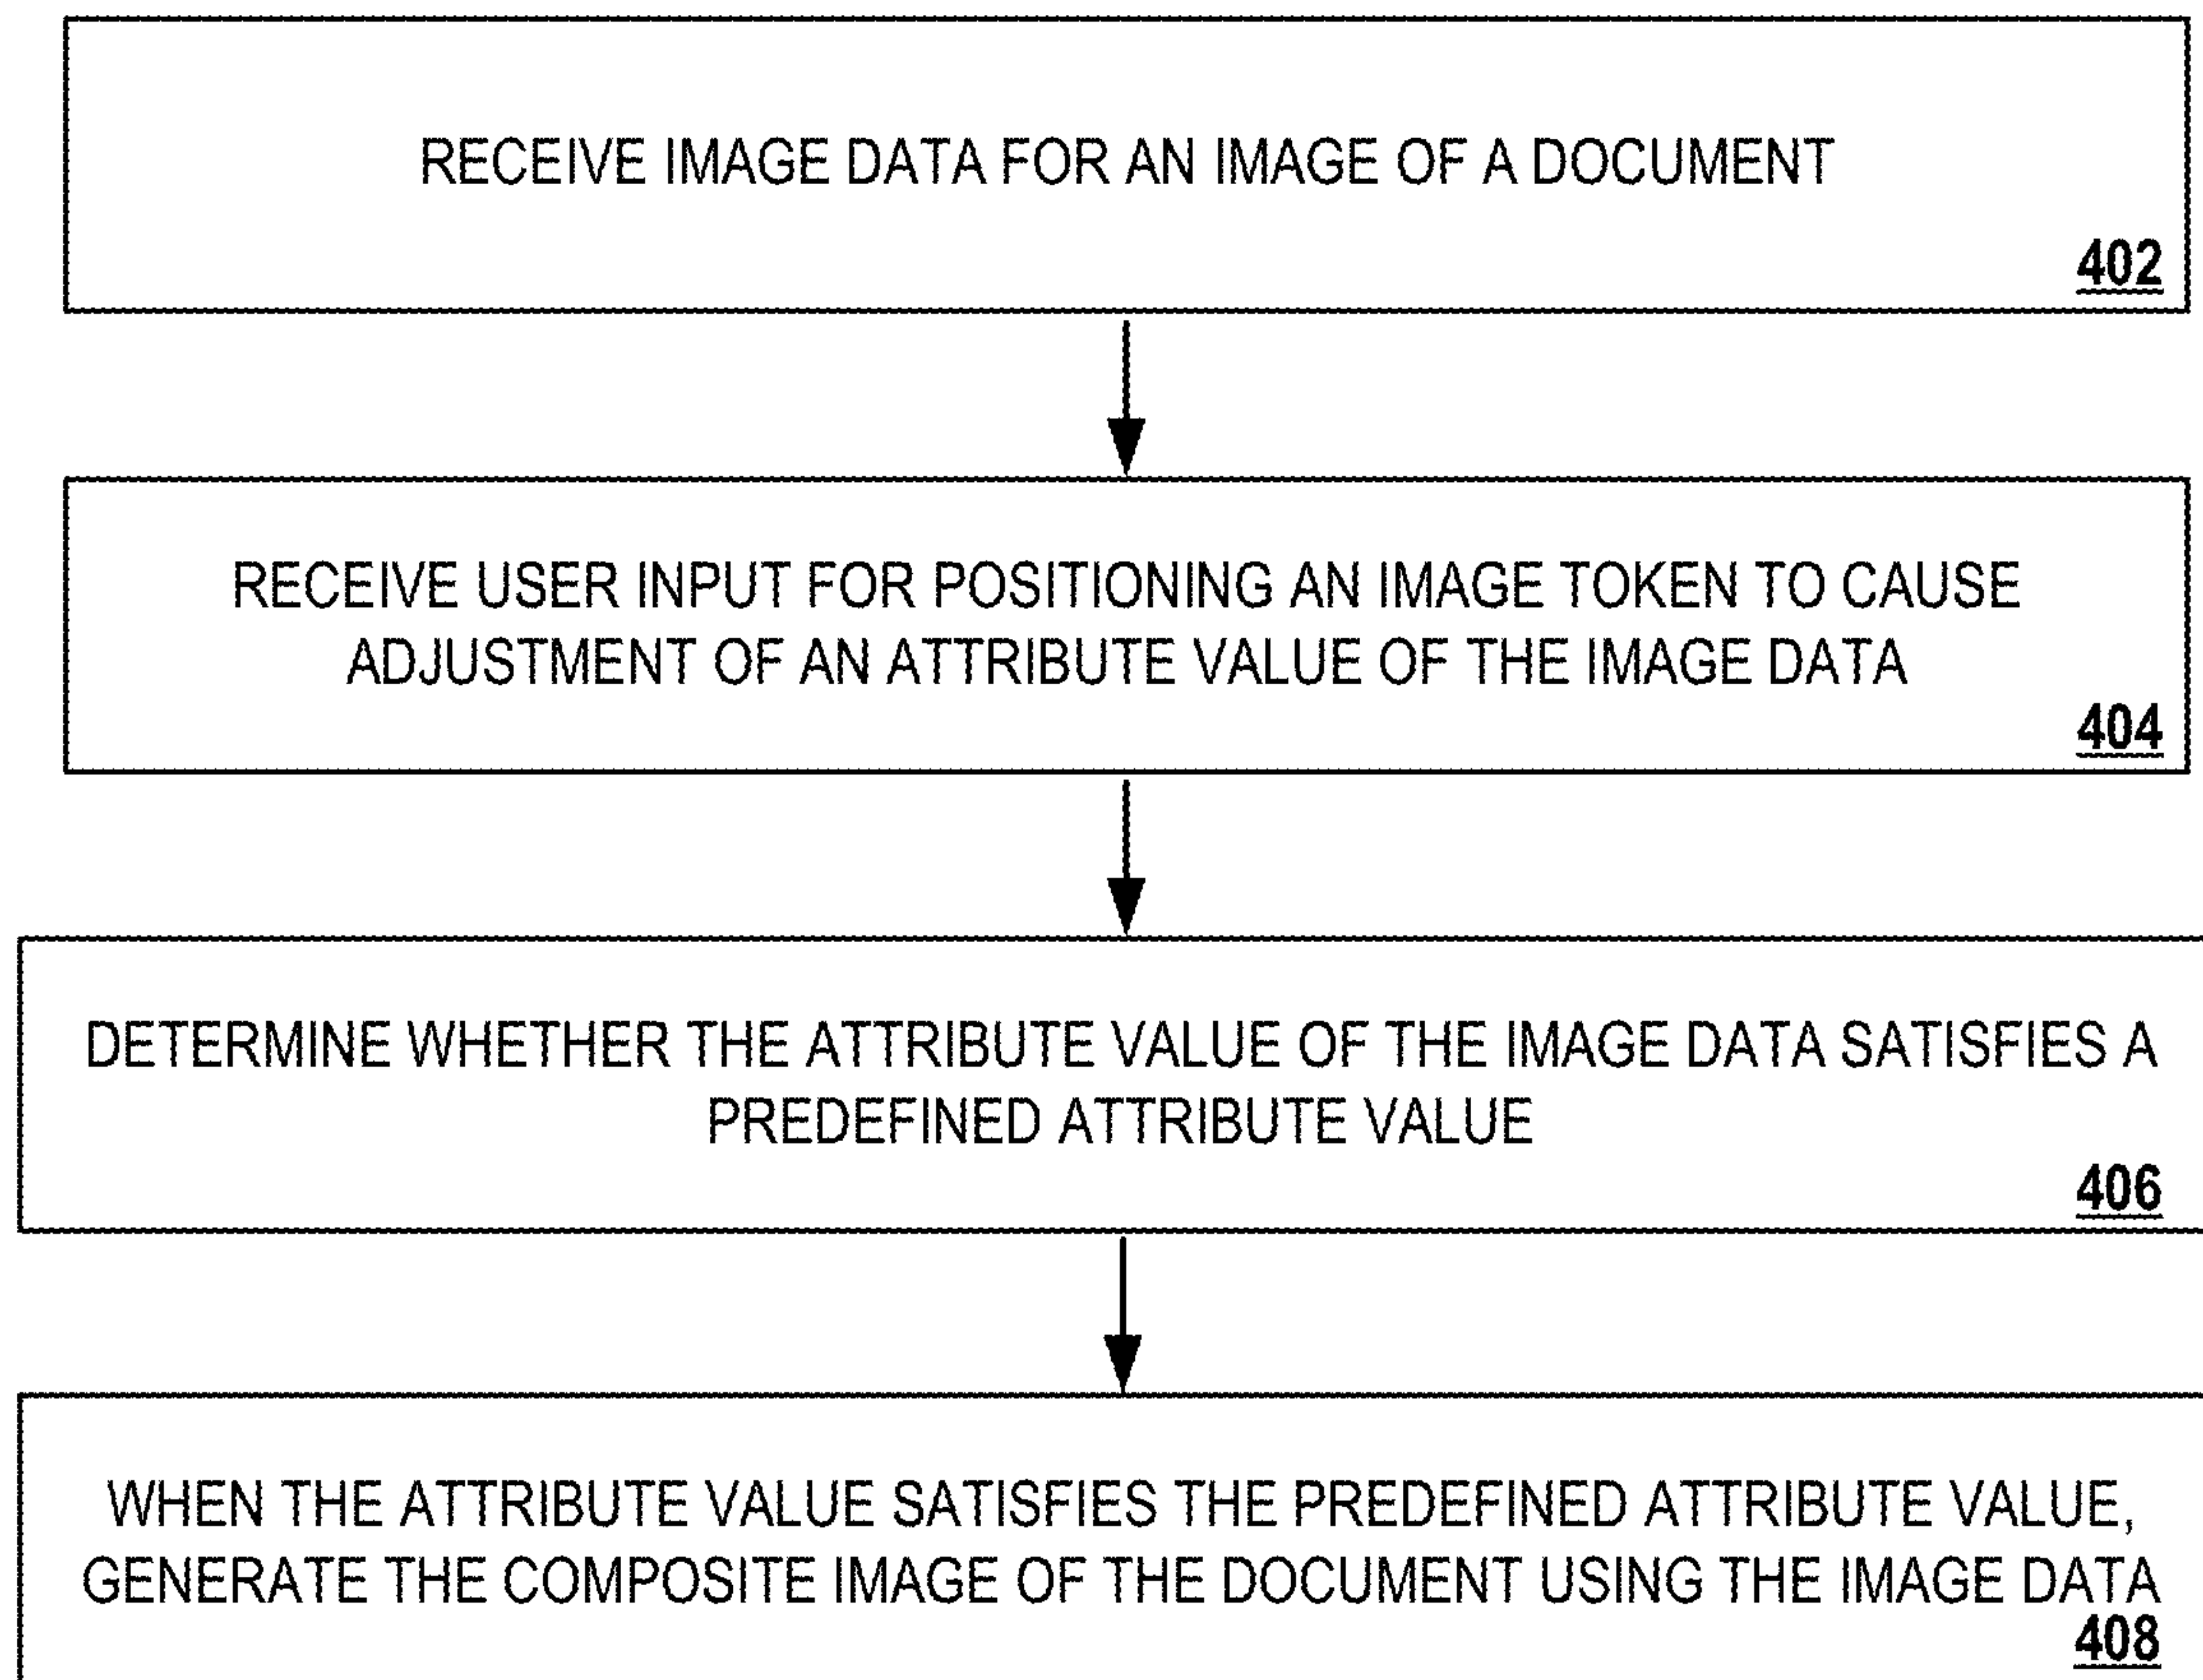 RECEIVE IMAGE DATA FOR AN IMAGE OF A DOCUMENT
402
RECEIVE USER INPUT FOR POSITIONING AN IMAGE TOKEN TO CAUSE
ADJUSTMENT OF AN ATTRIBUTE VALUE OF THE IMAGE DATA
404
DETERMINE WHETHER THE ATTRIBUTE VALUE OF THE IMAGE DATA SATISFIES A
PREDEFINED ATTRIBUTE VALUE
406
WHEN THE ATTRIBUTE VALUE SATISFIES THE PREDEFINED ATTRIBUTE VALUE,
GENERATE THE COMPOSITE IMAGE OF THE DOCUMENT USING THE IMAGE DATA
408